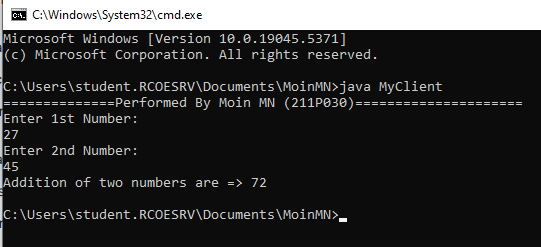 C:\Windows\System32\cmd.exe
Microsoft Windows [Version 10.0.19045.5371]
(c) Microsoft Corporation. All rights reserved.
C:\Users\student.RCOESRV\Documents\MoinMN>java MyClient
==============Performed By Moin MN (211P030)=====================
Enter 1st Number:
27
Enter 2nd Number:
45
Addition of two numbers are => 72
C:\Users\student.RCOESRV\Documents\MoinMN>